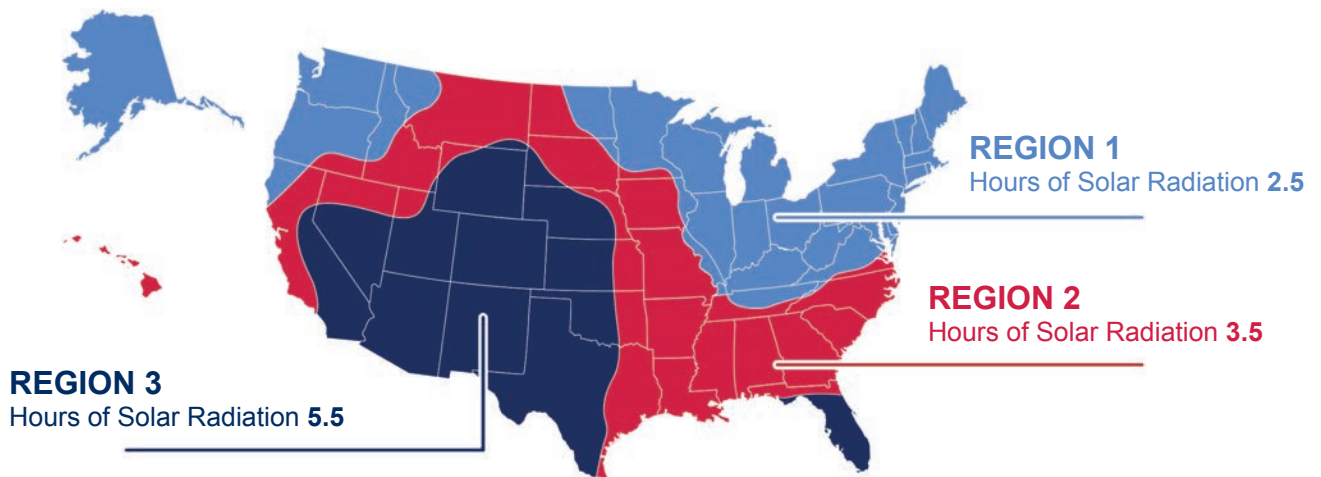 REGION 1
Hours of Solar Radiation 2.5
REGION 2
Hours of Solar Radiation 3.5
REGION 3
Hours of Solar Radiation 5.5